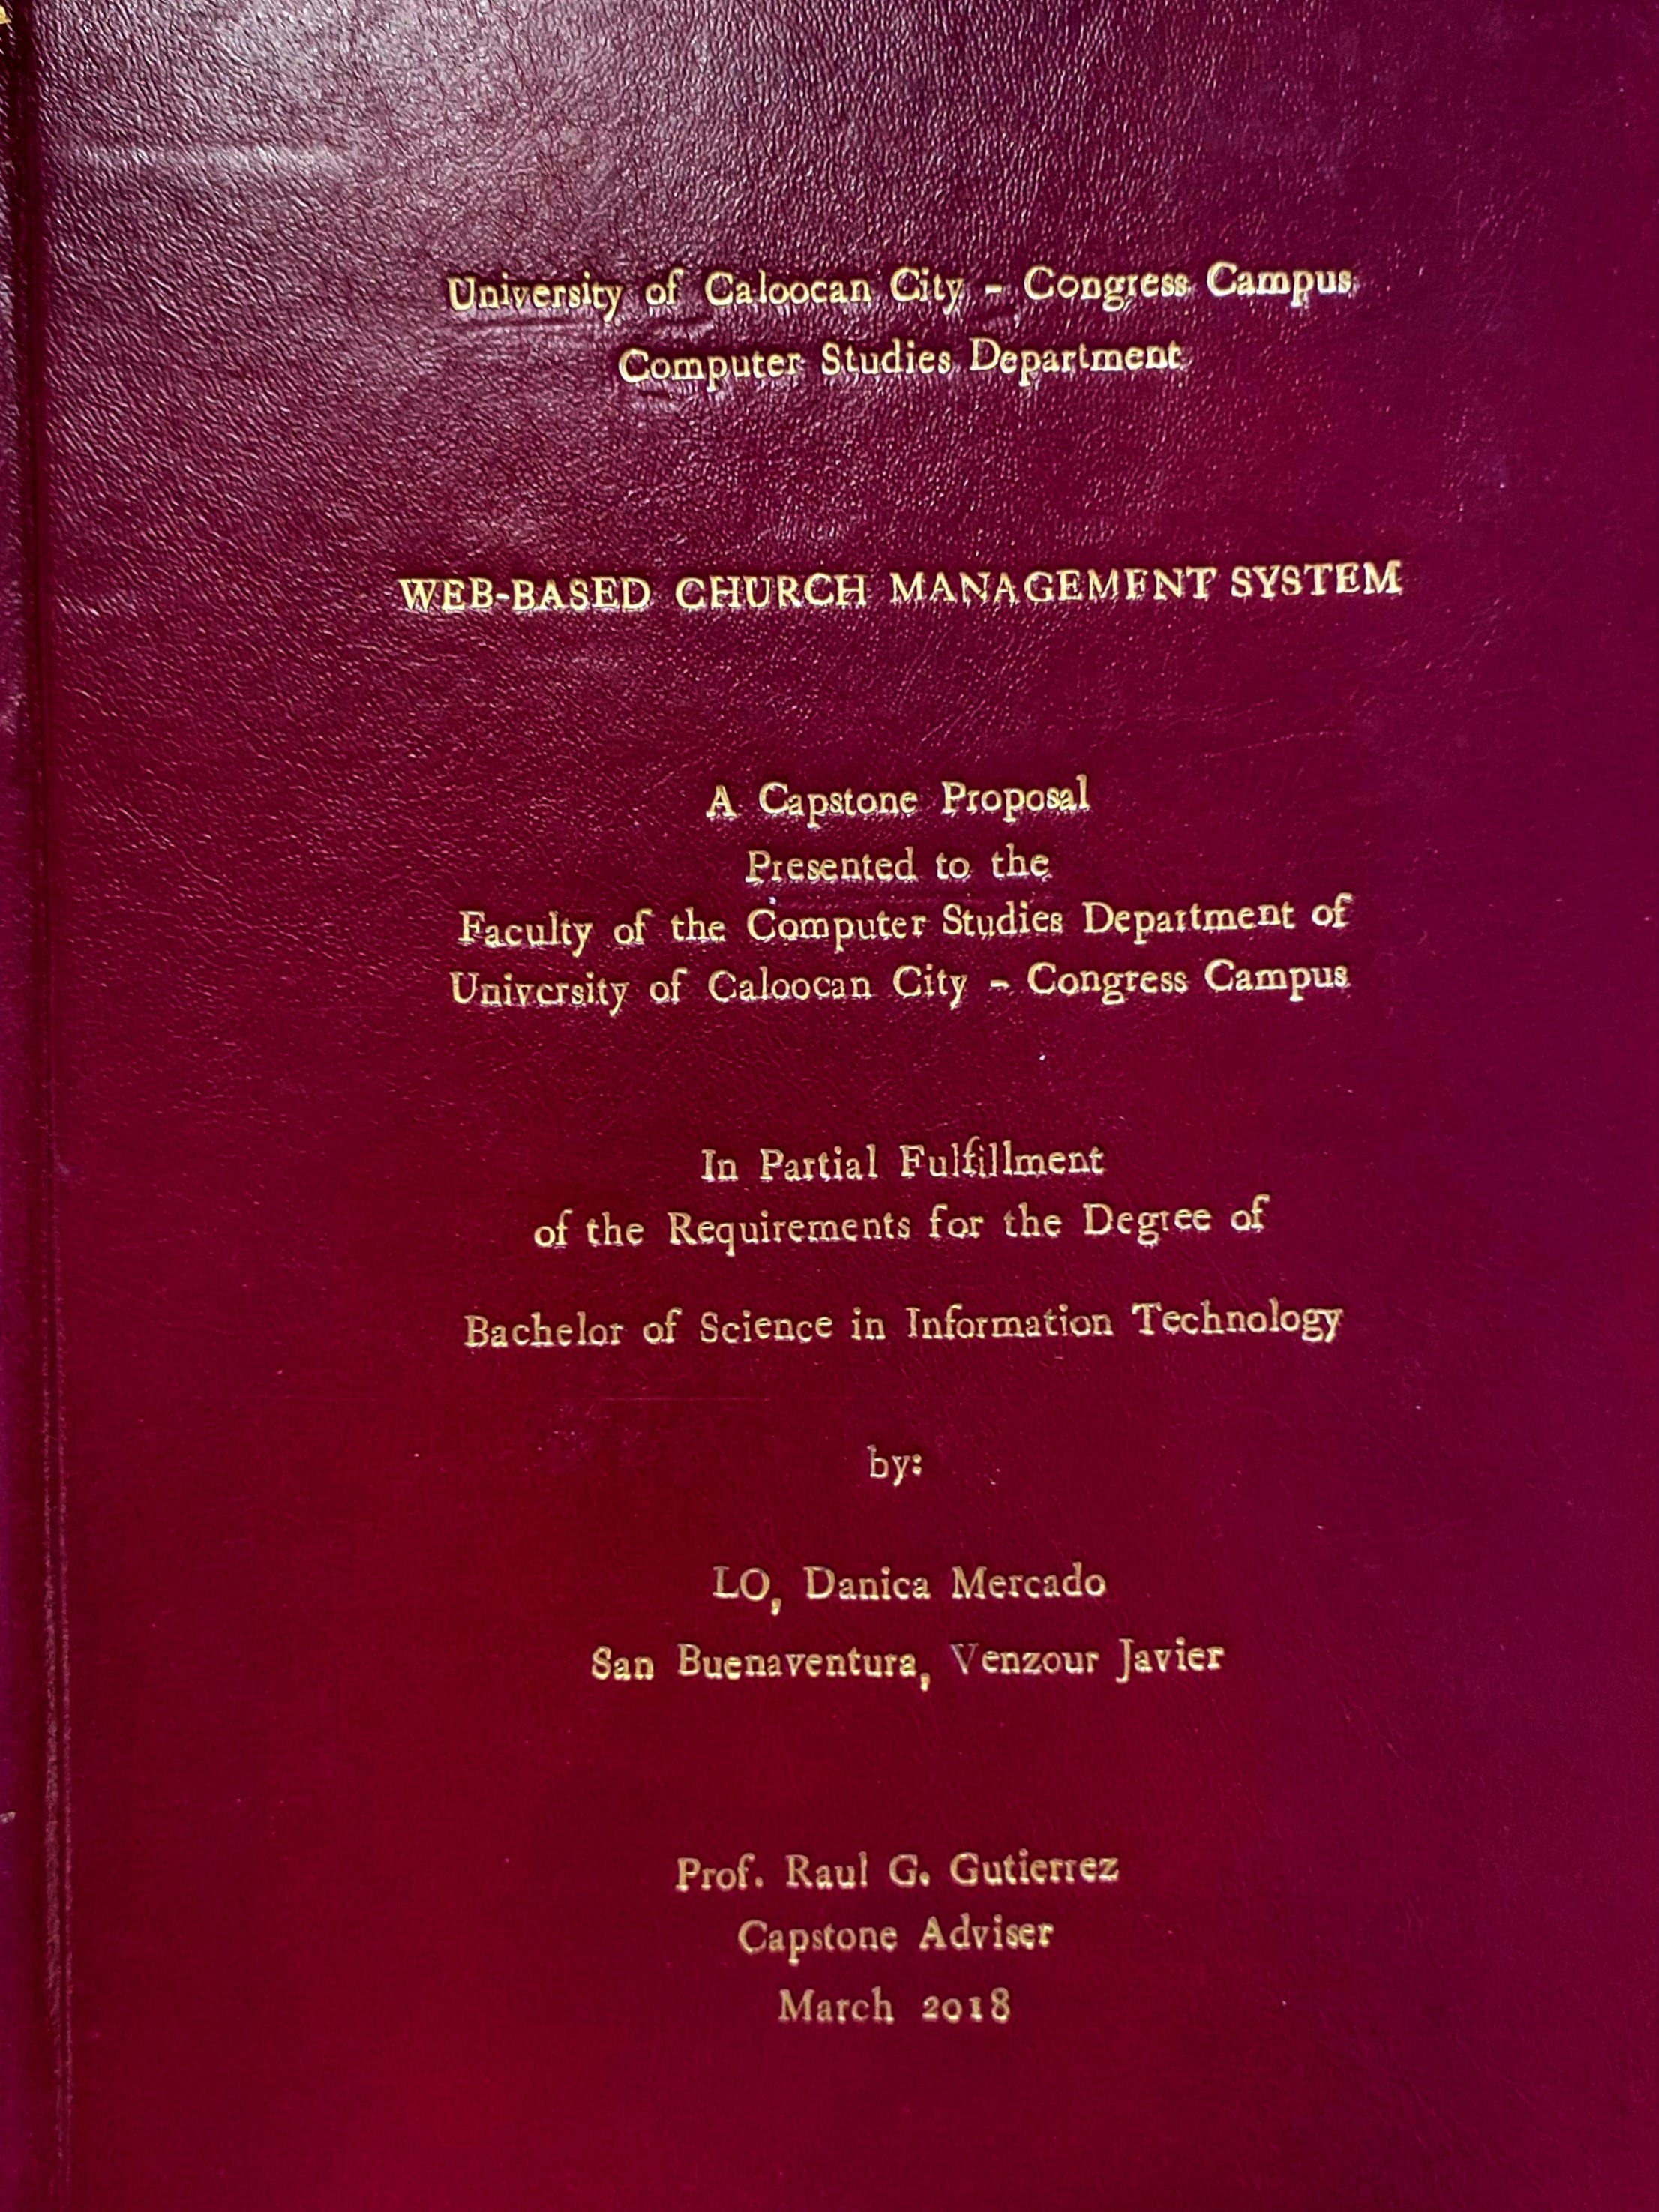 University of Caloocan City - Congress Campus
Computer Studies Department
WEB-BASED CHURCH MANAGEMENT SYSTEM
A Capstone Proposal
Presented to the
Faculty of the Computer Studies Department of
University of Caloocan City - Congress Campus
In Partial Fulfillment
of the Requirements for the Degree of
Bachelor of Science in Information Technology
by:
LO, Danica Mercado
San Buenaventura, Venzour Javier
Prof. Raul G. Gutierrez
Capstone Adviser
March 2018